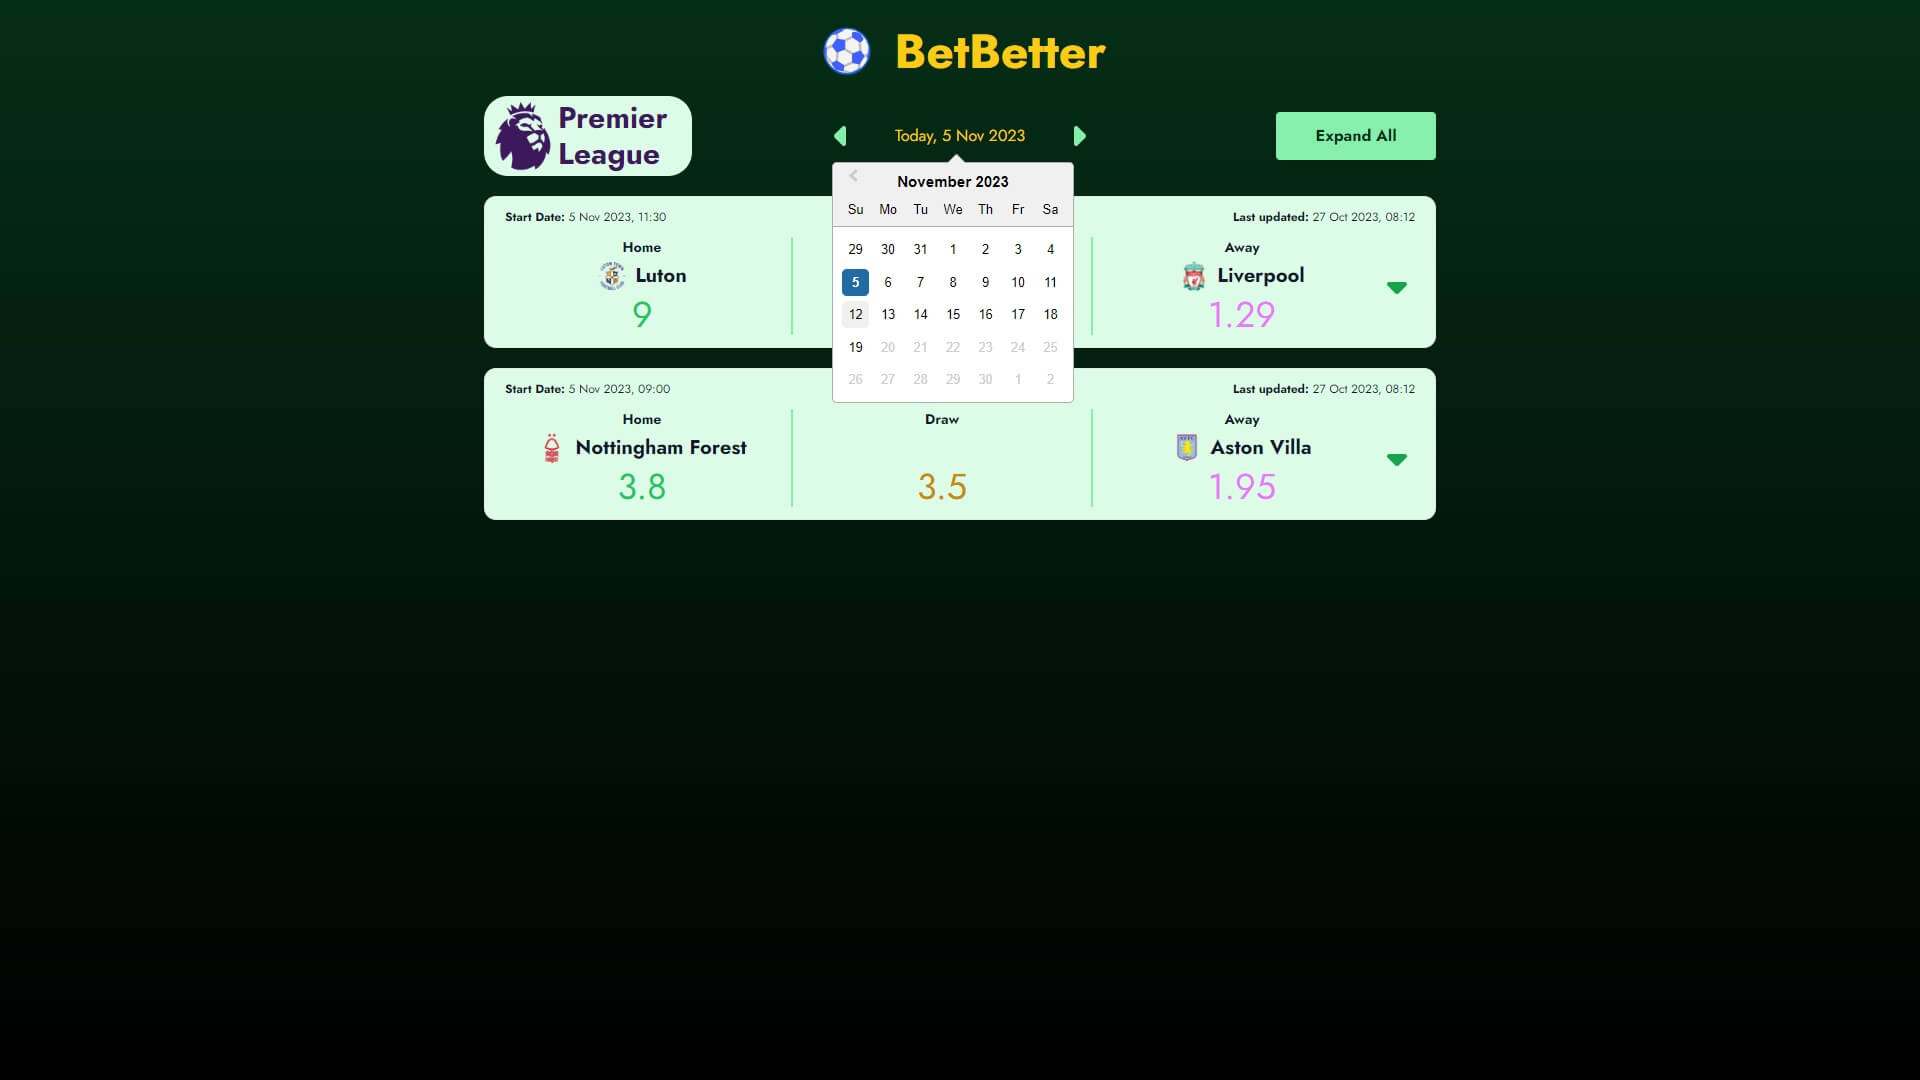 BetBetter
Premier
League
Today, 5 Nov 2023
Expand All
November 2023
Su Mo Tu We Th Fr Sa
29 30 31 1 2 3 4
5 6 7 8 9 10 11
12 13 14 15 16 17 18
19 20 21 22 23 24 25
26 27 28 29 30 1 2
Start Date: 5 Nov 2023, 11:30
Last updated: 27 Oct 2023, 08:12
Home
Luton
9
Away
Liverpool
1.29
Start Date: 5 Nov 2023, 09:00
Last updated: 27 Oct 2023, 08:12
Home
Nottingham Forest
3.8
Draw
3.5
Away
Aston Villa
1.95